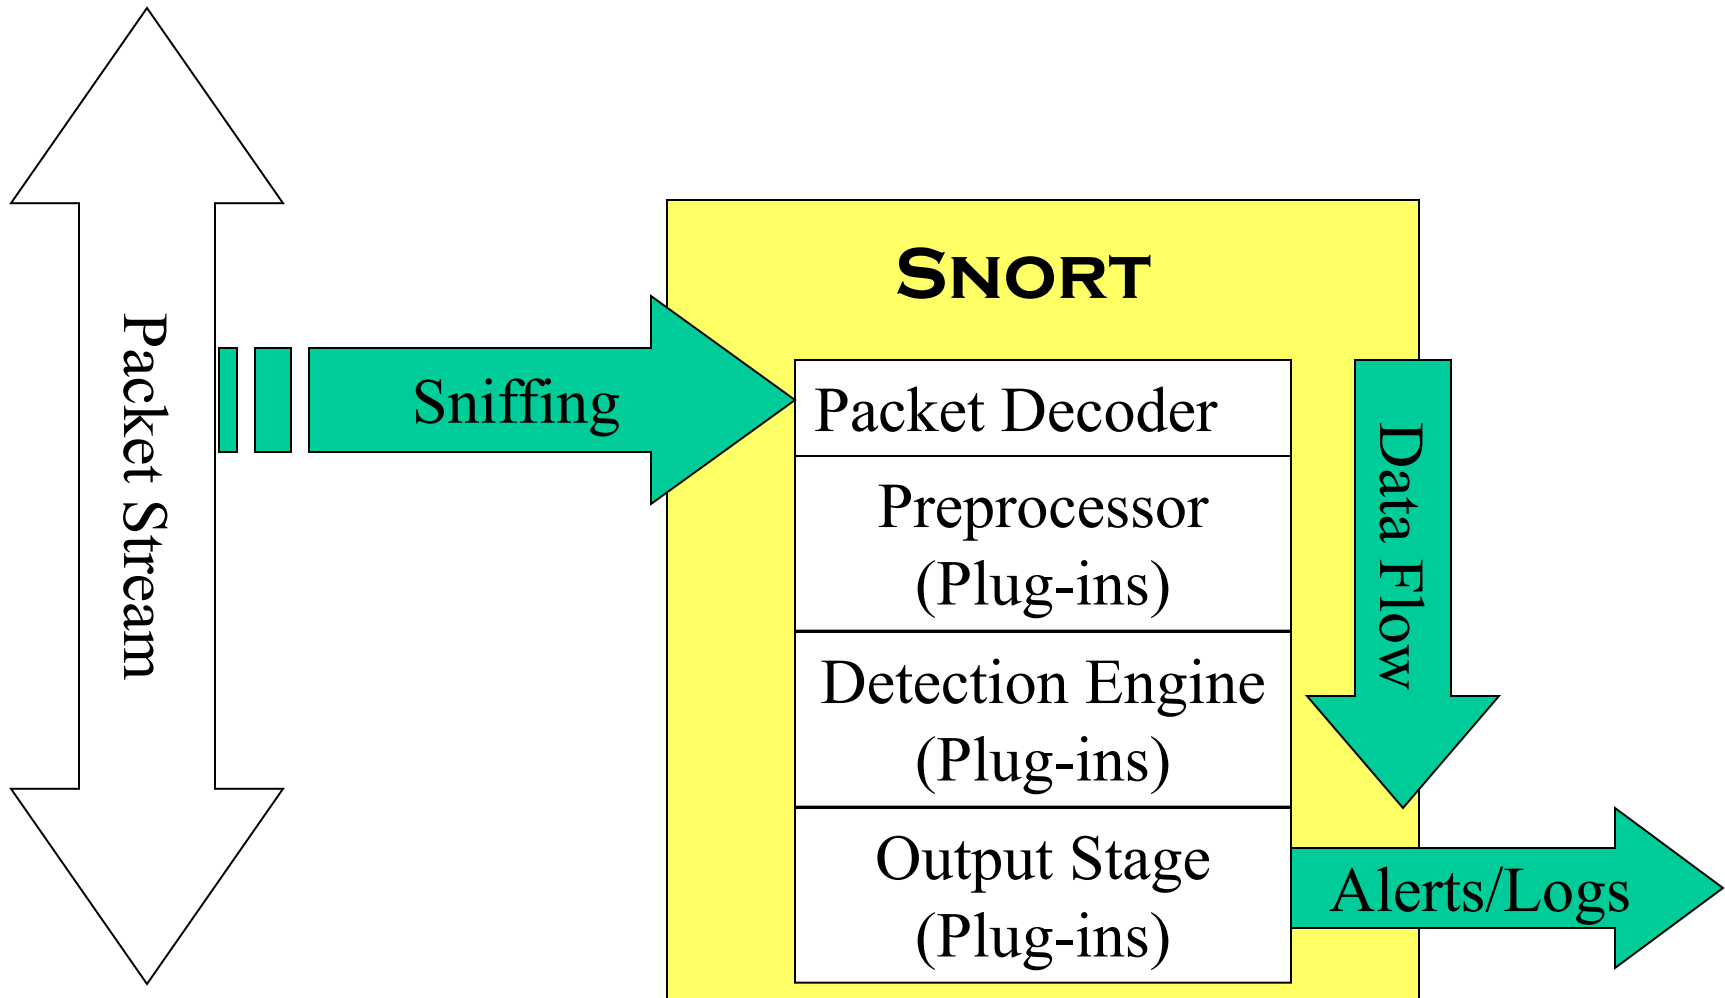 Packet Stream
Sniffing
SNORT
Packet Decoder
Preprocessor
(Plug-ins)
Detection Engine
(Plug-ins)
Output Stage
(Plug-ins)
Data Flow
Alerts/Logs